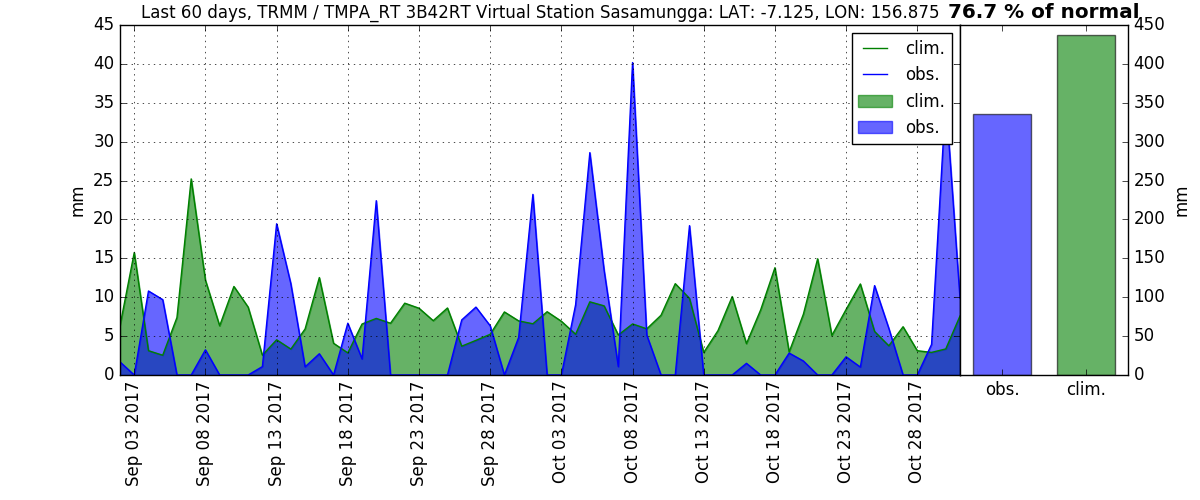 Last 60 days, TRMM / TMPA_RT 3B42RT Virtual Station Sasamungga: LAT: -7.125, LON: 156.875 76.7 % of normal
45
40
35
30
25
20
15
10
5
0
mm
clim.
obs.
clim.
obs.
450
400
350
300
250
200
150
100
50
0
mm
Sep 03 2017
Sep 08 2017
Sep 13 2017
Sep 18 2017
Sep 23 2017
Sep 28 2017
Oct 03 2017
Oct 08 2017
Oct 13 2017
Oct 18 2017
Oct 23 2017
Oct 28 2017
obs.
clim.